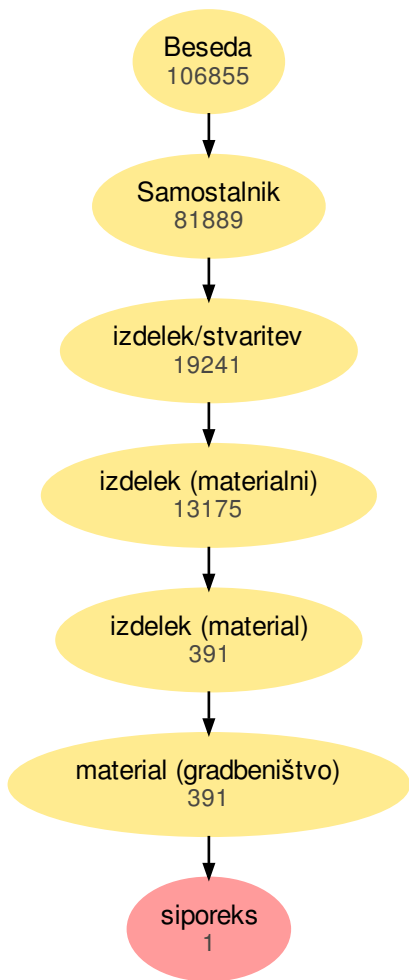 Beseda
106855
Samostalnik
81889
izdelek/stvaritev
19241
izdelek (materialni)
13175
izdelek (material)
391
material (gradbeništvo)
391
siporeks
1